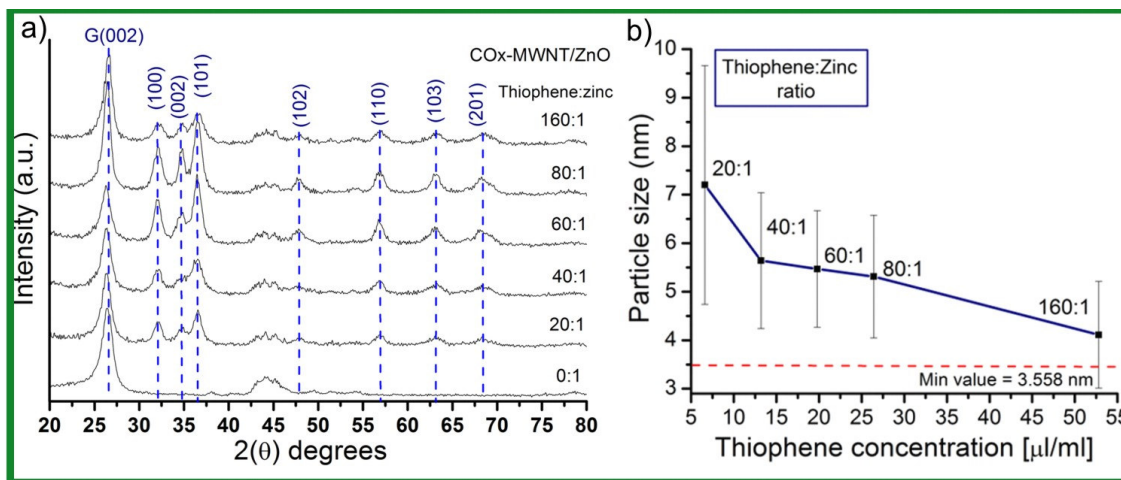 a)
G(002)
(100)
(002)
(101)
(102)
(110)
(103)
(201)
COx-MWNT/ZnO
Thiophene:zinc
160:1
80:1
60:1
40:1
20:1
0:1
Intensity (a.u.)
20 25 30 35 40 45 50 55 60 65 70 75 80
2(θ) degrees
b)
Thiophene:Zinc
ratio
10
9
8
7
6
5
4
3
Particle size (nm)
20:1
40:1
60:1
80:1
160:1
Min value = 3.558 nm
5 10 15 20 25 30 35 40 45 50 55
Thiophene concentration [μl/ml]